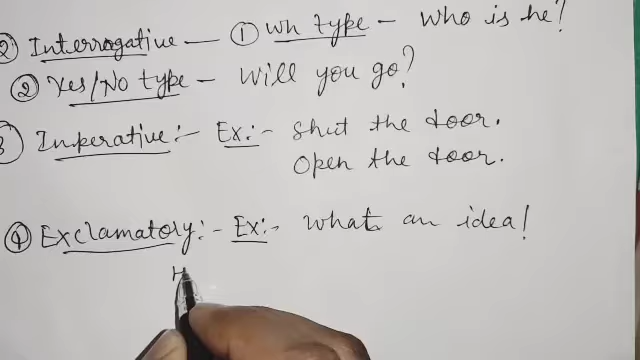 ② Interrogative — ① Wh type - Who is he?
② Yes/No type - Will you go?
③ Imperative :- Ex :- Shut the door.
Open the door.
④ Exclamatory :- Ex :- What an idea!
H